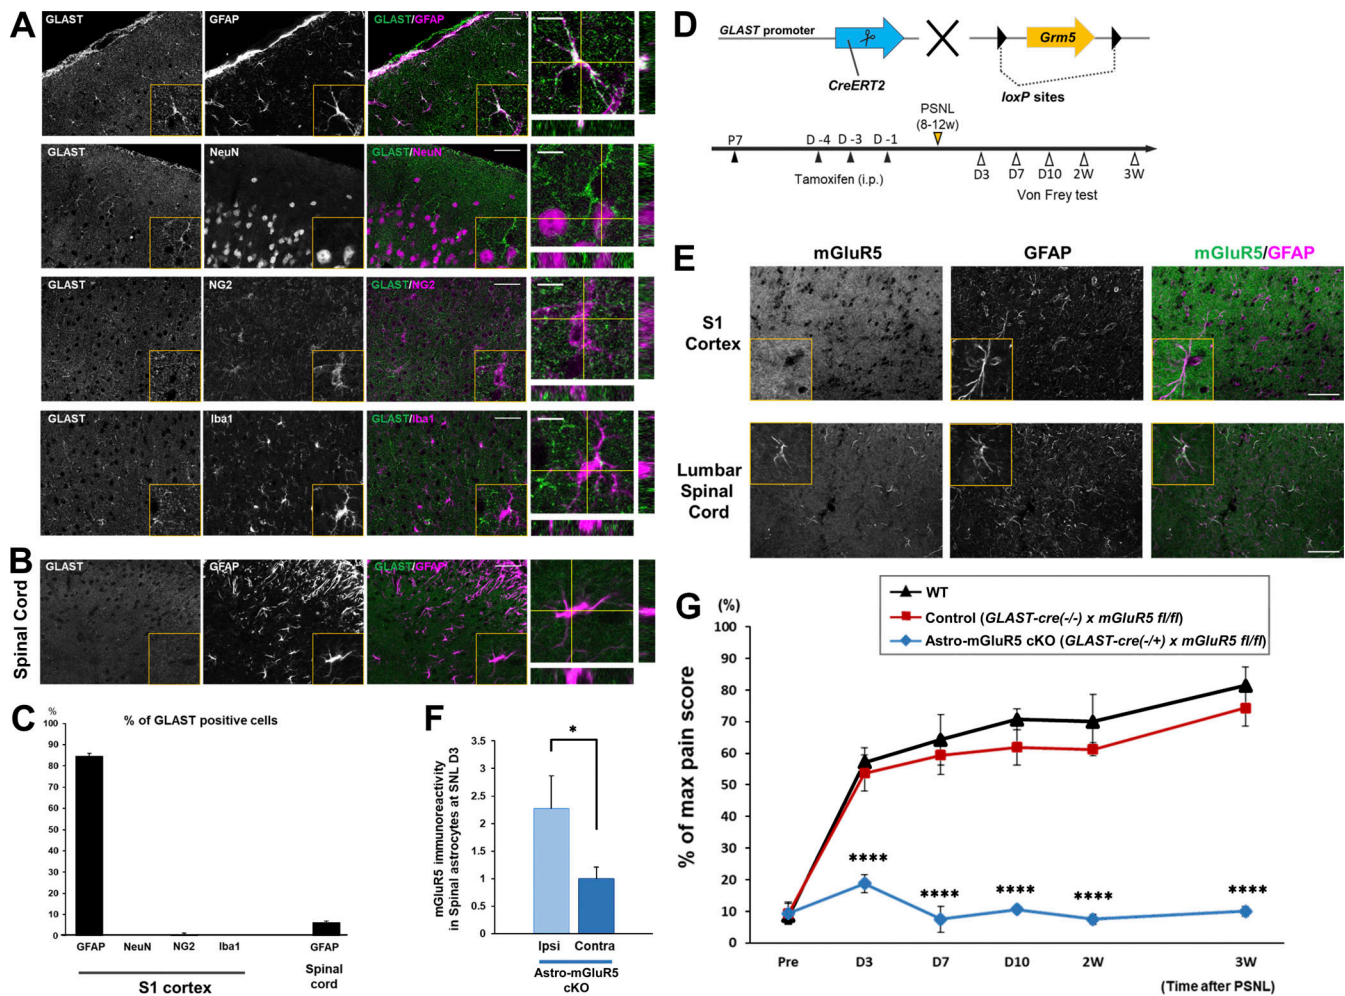 A
GLAST
GFAP
GLAST/GFAP
GLAST
NeuN
GLAST/NeuN
GLAST
NG2
GLAST/NG2
GLAST
Iba1
GLAST/Iba1
B
Spinal Cord
GLAST
GFAP
GLAST/GFAP
C
%
% of GLAST positive cells
100
90
80
70
60
50
40
30
20
10
0
GFAP
NeuN
NG2
Iba1
GFAP
S1 cortex
Spinal
cord
D
GLAST promoter
CreERT2
Grm5
loxP sites
PSNL
(8-12w)
P7
D -4
D -3
D -1
Tamoxifen (i.p.)
D3
D7
D10
2W
3W
Von Frey test
E
mGluR5
GFAP
mGluR5/GFAP
S1
Cortex
Lumbar
Spinal
Cord
F
mGluR5 immunoreactivity
in Spinal astrocytes at SNL D3
3.5
3
2.5
2
1.5
1
0.5
0
*
Ipsi
Contra
Astro-mGluR5
cKO
G
(%)
WT
Control (GLAST-cre(-/-) x mGluR5 fl/fl)
Astro-mGluR5 cKO (GLAST-cre(-/+) x mGluR5 fl/fl)
% of max pain score
100
90
80
70
60
50
40
30
20
10
0
****
****
****
****
****
Pre
D3
D7
D10
2W
3W
(Time after PSNL)